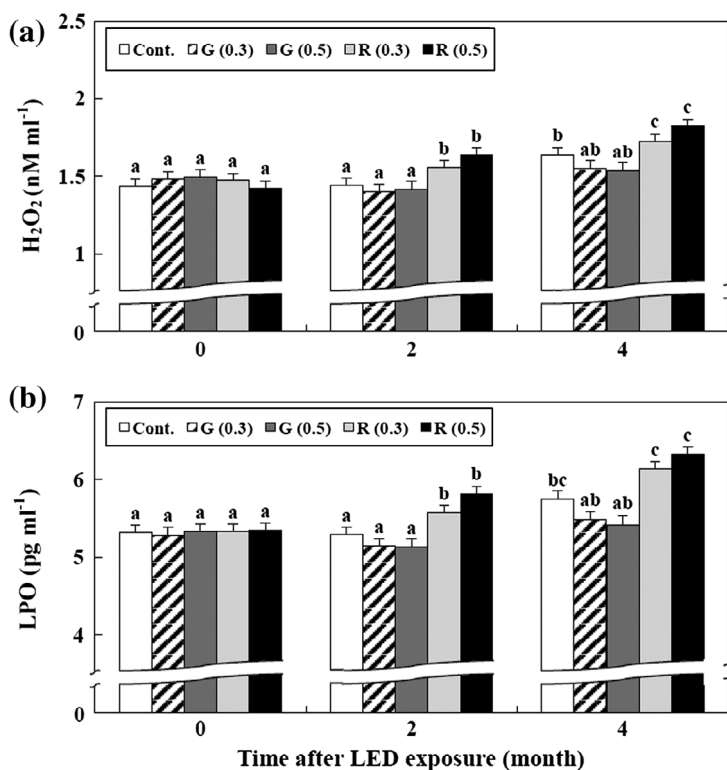 (a)
2.5
Cont. G (0.3) G (0.5) R (0.3) R (0.5)
2
1.5
1
0
H₂O₂ (nM ml⁻¹)
a a a a a
a a a b b
b ab ab c c
0 2 4
(b)
7
Cont. G (0.3) G (0.5) R (0.3) R (0.5)
6
5
4
0
LPO (pg ml⁻¹)
a a a a a
a a a b b
bc ab ab c c
0 2 4
Time after LED exposure (month)